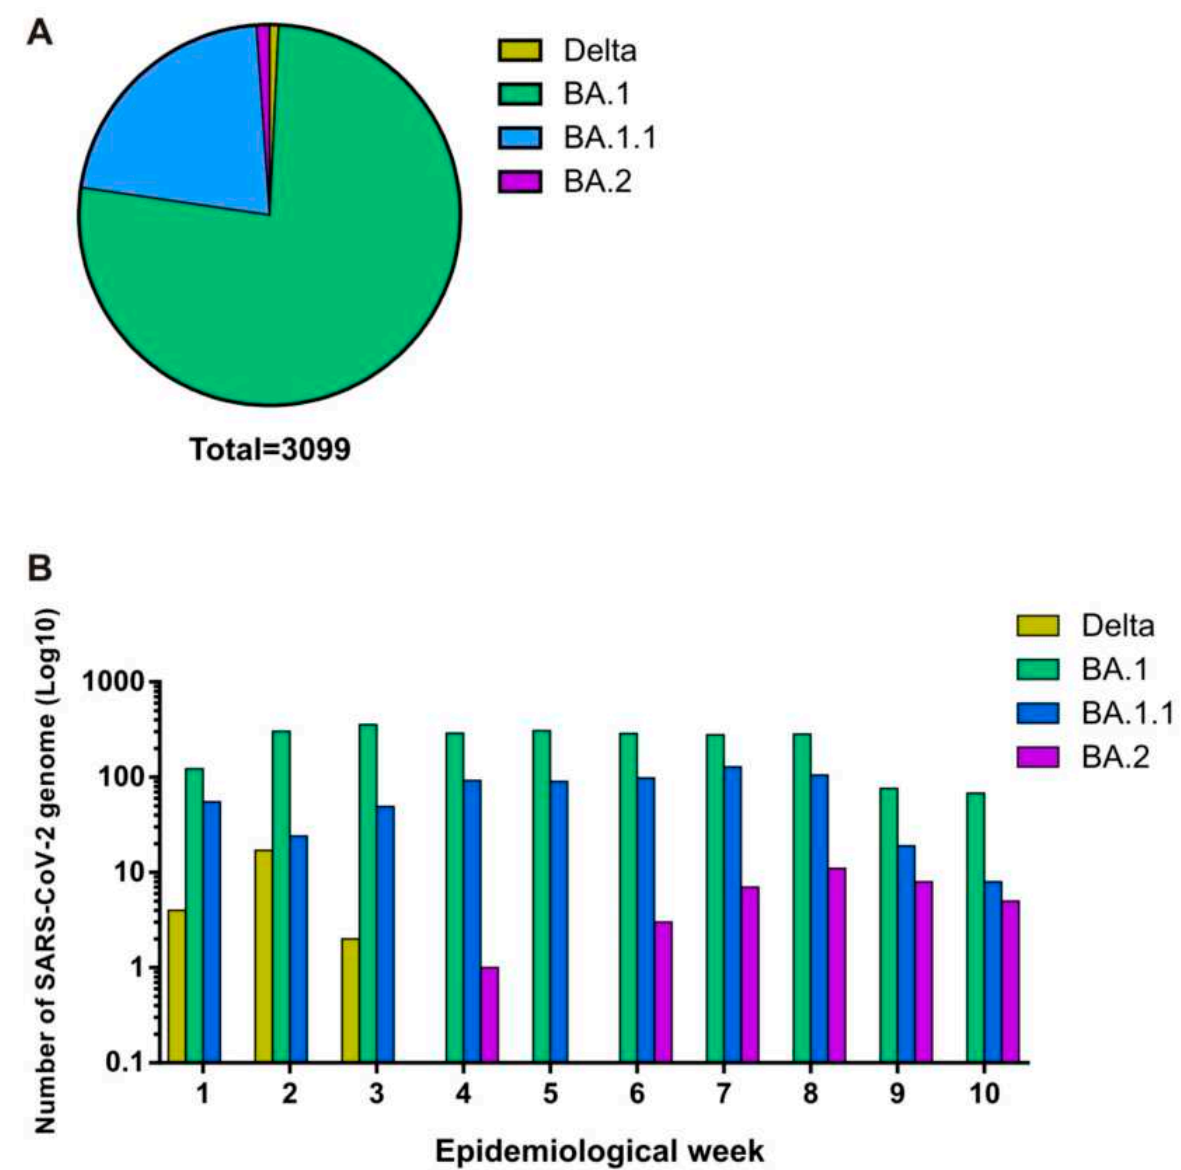 A
Delta
BA.1
BA.1.1
BA.2
Total=3099
B
Number of SARS-CoV-2 genome (Log10)
1000
100
10
1
0.1
1 2 3 4 5 6 7 8 9 10
Epidemiological week
Delta
BA.1
BA.1.1
BA.2